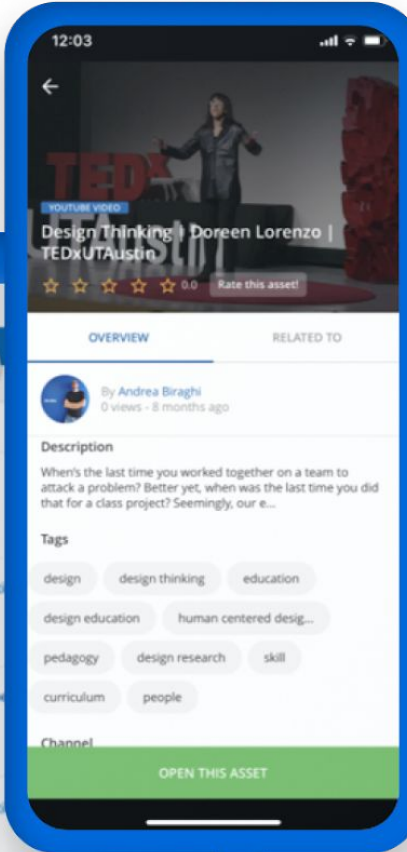 12:03
TEDx
UTAustin
YOUTUBE VIDEO
Design Thinking | Doreen Lorenzo |
TEDxUTAustin
0.0 Rate this asset!
OVERVIEW RELATED TO
By Andrea Biraghi
0 views - 8 months ago
Description
When's the last time you worked together on a team to
attack a problem? Better yet, when was the last time you did
that for a class project? Seemingly, our e...
Tags
design design thinking education
design education human centered desig...
pedagogy design research skill
curriculum people
Channel
OPEN THIS ASSET